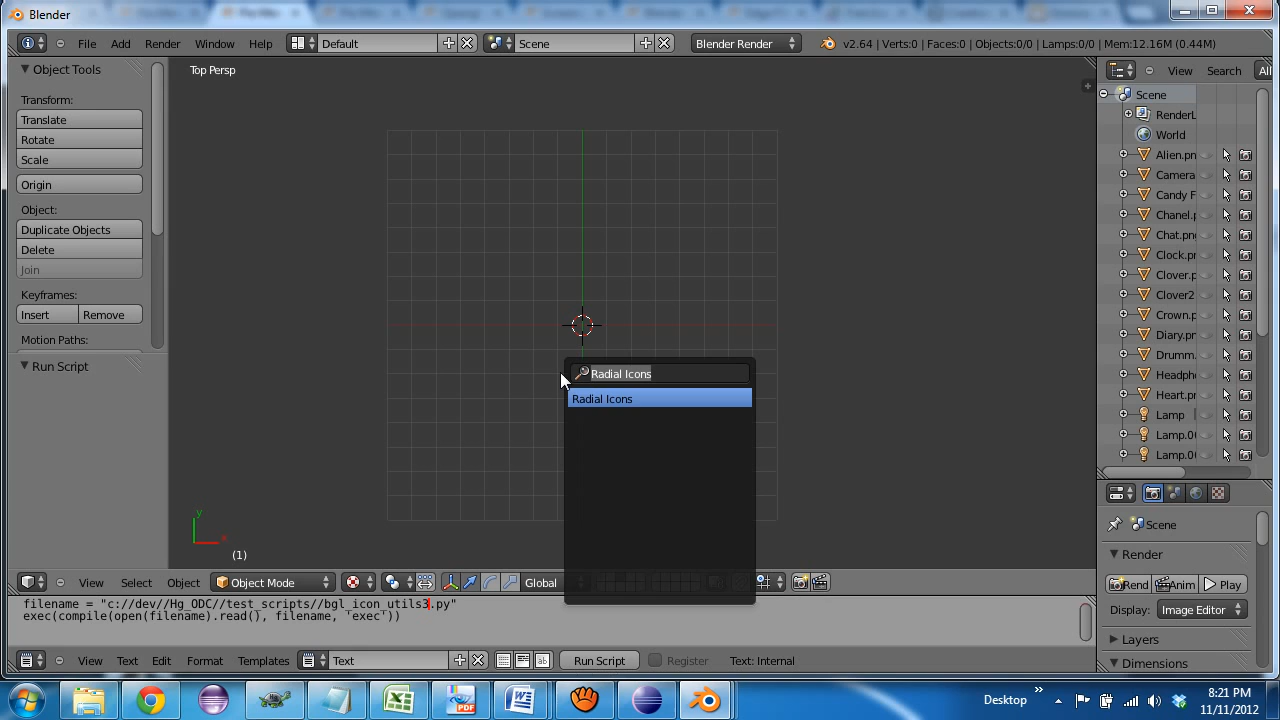 Blender
File Add Render Window Help Default Scene Blender Render v2.64 | Verts:0 | Faces:0 | Objects:0/0 | Lamps:0/0 | Mem:12.16M (0.44M)
Object Tools
Top Persp
View Search All
Scene
RenderL
World
Alien.pn
Camera
Candy F
Chanel.p
Chat.png
Clock.pn
Clover.p
Clover2
Crown.p
Diary.pn
Drumm.
Headph
Heart.pn
Lamp
Lamp.0
Lamp.0
Transform:
Translate
Rotate
Scale
Origin
Object:
Duplicate Objects
Delete
Join
Keyframes:
Insert Remove
Motion Paths:
Run Script
Radial Icons
Radial Icons
y
x
(1)
View Select Object Object Mode Global
filename = "c://dev//Hg_ODC//test_scripts//bgl_icon_utils3.py"
exec(compile(open(filename).read(), filename, 'exec'))
View Text Edit Format Templates Text Run Script Register Text: Internal
Scene
Render
Rend Anim Play
Display: Image Editor
Layers
Dimensions
PDF
Desktop
8:21 PM
11/11/2012